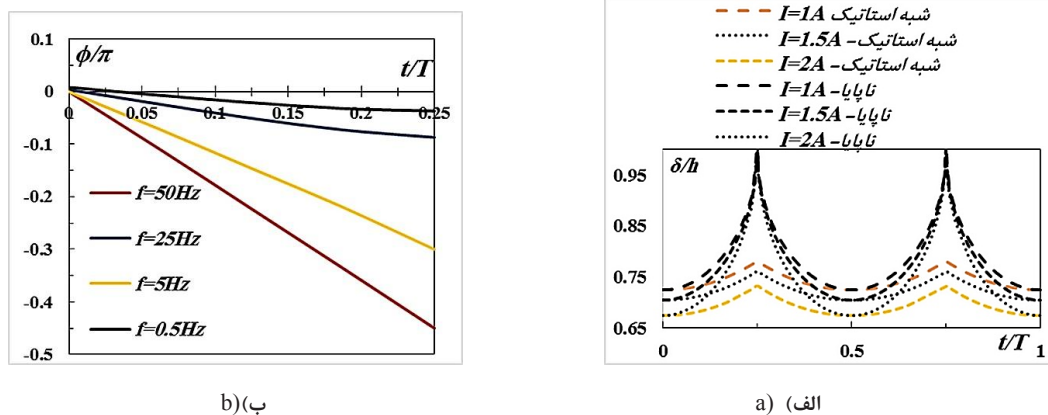 0.1
ϕ/π
t/T
0
0 0.05 0.1 0.15 0.2 0.25
-0.1
-0.2
-0.3
-0.4
-0.5
f=50Hz
f=25Hz
f=5Hz
f=0.5Hz
ب)(b
I=1A شبه استاتیک
I=1.5A – شبه استاتیک
I=2A – شبه استاتیک
I=1A – ناپایا
I=1.5A – ناپایا
I=2A – ناپایا
δ/h
0.95
0.85
0.75
0.65
0 0.5 1
t/T
الف) (a